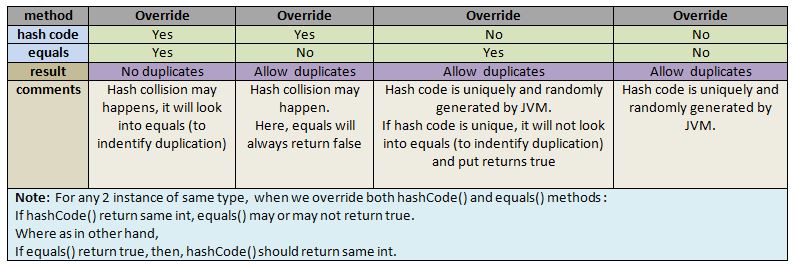 method Override Override Override Override
hash code Yes Yes No No
equals Yes No Yes No
result No duplicates Allow duplicates Allow duplicates Allow duplicates
comments Hash collision may Hash collision may Hash code is uniquely and randomly Hash code is uniquely and
happens, it will look happen. generated by JVM. randomly generated by
into equals (to Here, equals will If hash code is unique, it will not look JVM.
indentify duplication) always return false into equals (to indentify duplication)
and put returns true
Note: For any 2 instance of same type, when we override both hashCode() and equals() methods :
If hashCode() return same int, equals() may or may not return true.
Where as in other hand,
If equals() return true, then, hashCode() should return same int.